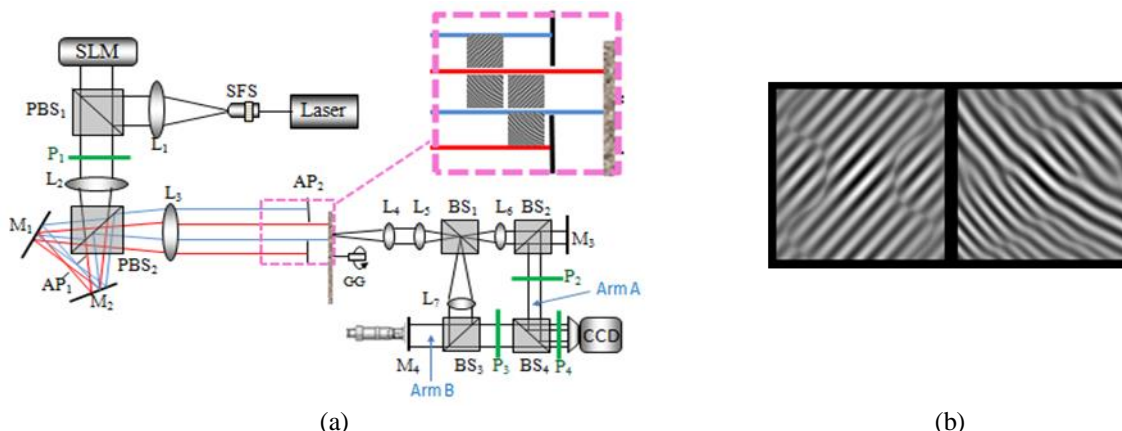 SLM
SFS
PBS₁
Laser
L₁
P₁
L₂
L₃
AP₂
M₁
PBS₂
AP₁
M₂
GG
L₄
L₅
BS₁
L₆
BS₂
M₃
P₂
Arm A
L₇
CCD
M₄
BS₃
P₃
BS₄
P₄
Arm B
(a)
(b)